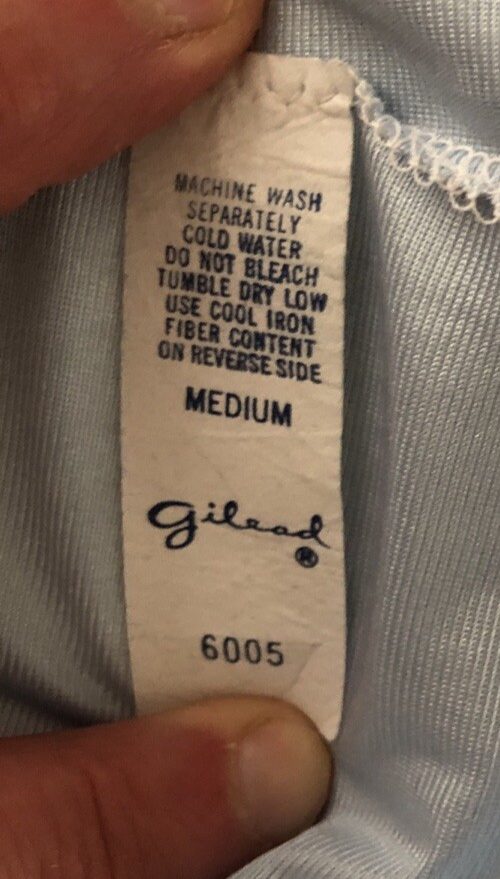 MACHINE WASH
SEPARATELY
COLD WATER
DO NOT BLEACH
TUMBLE DRY LOW
USE COOL IRON
FIBER CONTENT
ON REVERSE SIDE
MEDIUM
Gilead
®
6005